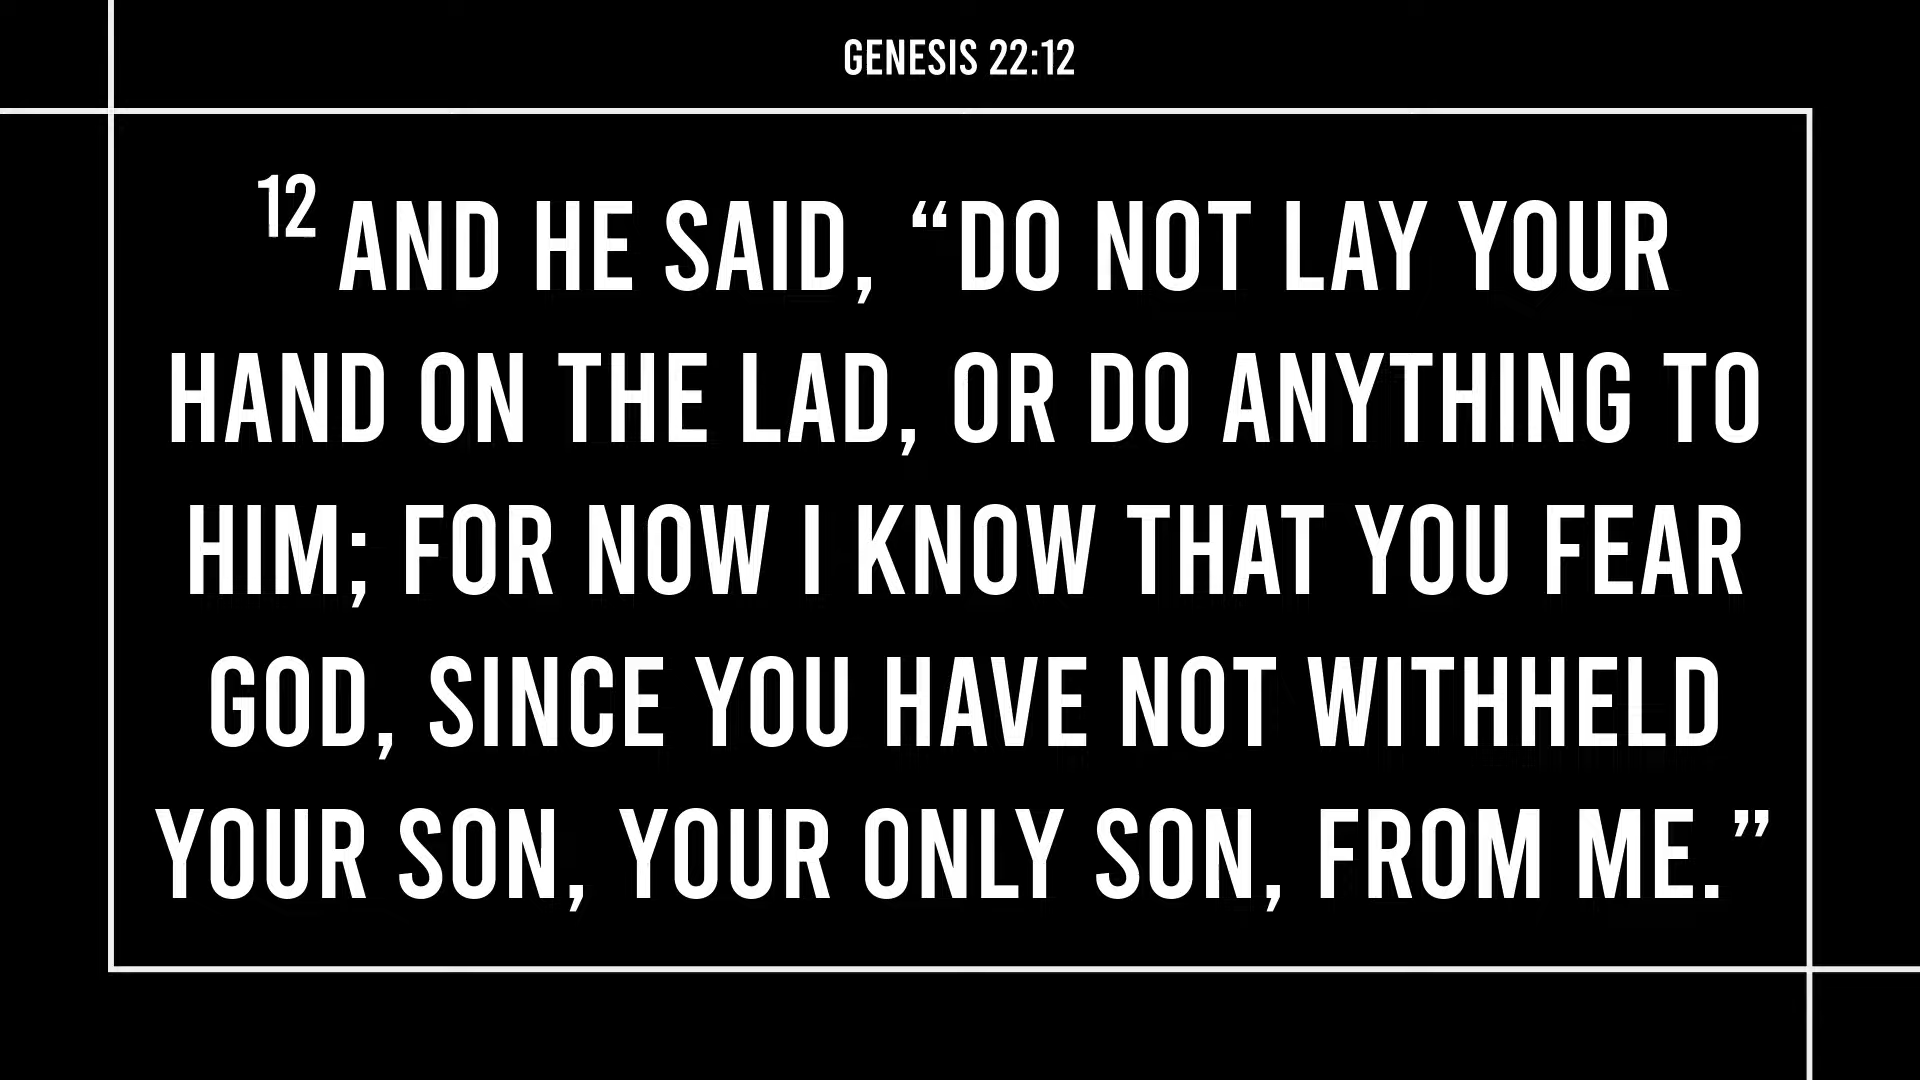 GENESIS 22:12
12 AND HE SAID, “DO NOT LAY YOUR
HAND ON THE LAD, OR DO ANYTHING TO
HIM; FOR NOW I KNOW THAT YOU FEAR
GOD, SINCE YOU HAVE NOT WITHHELD
YOUR SON, YOUR ONLY SON, FROM ME.”